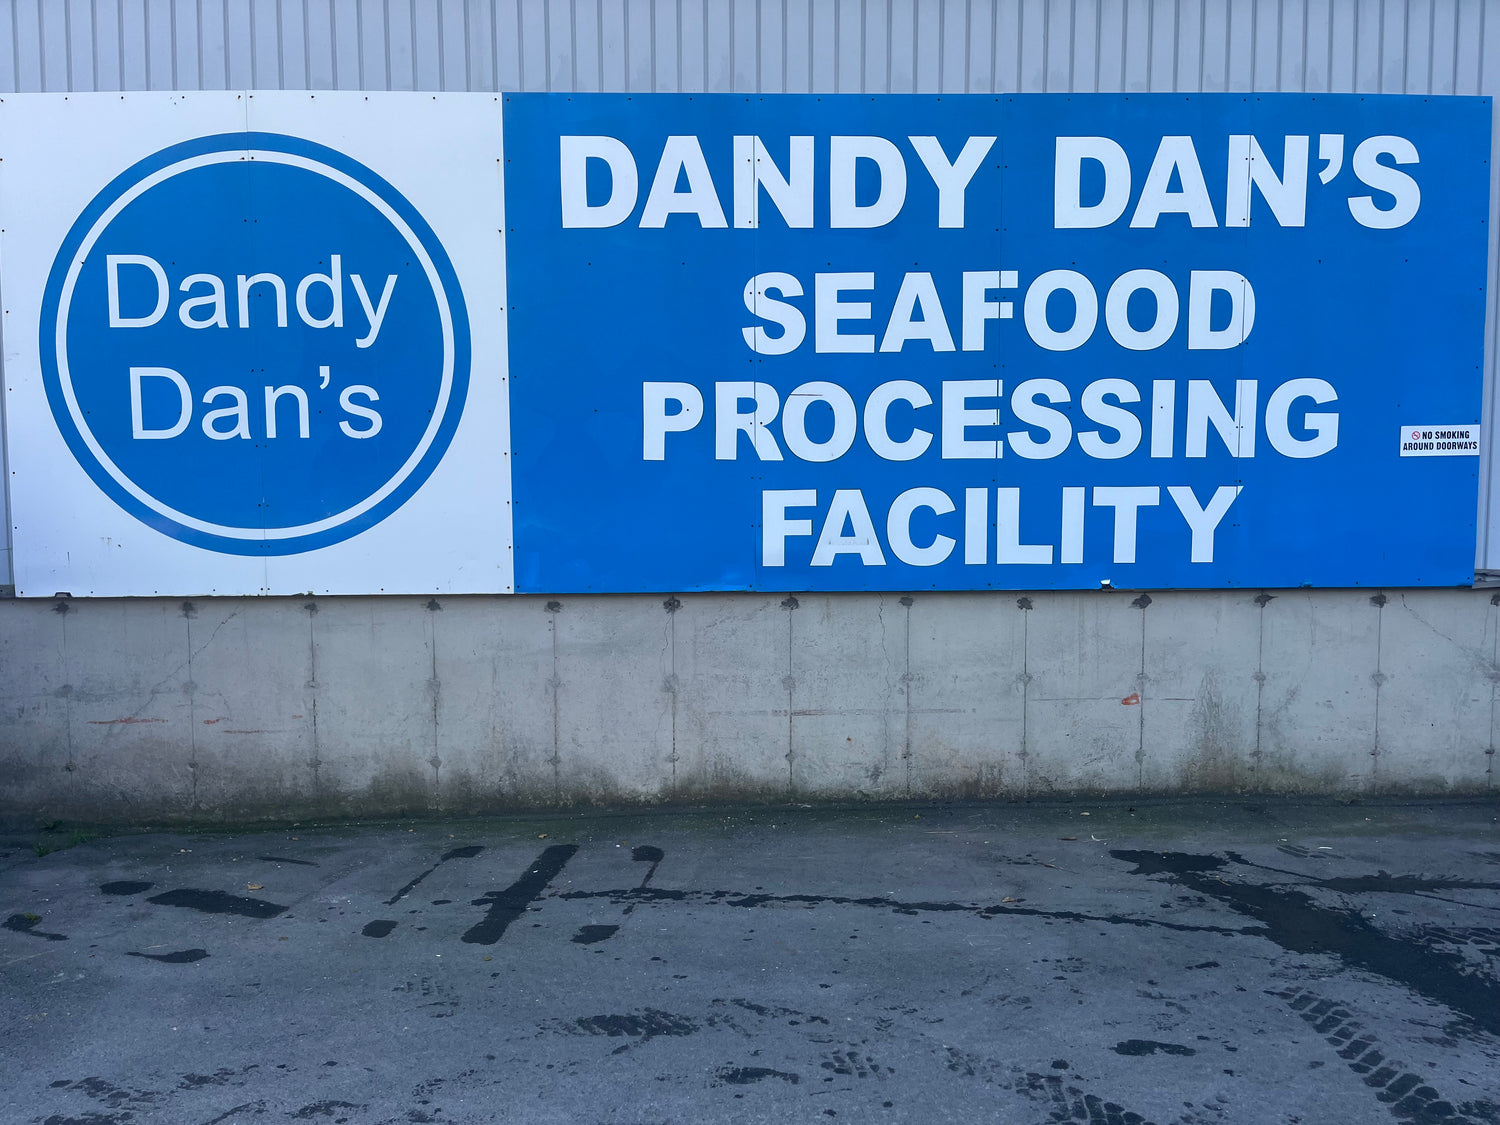 Dandy
Dan's
DANDY DAN'S
SEAFOOD
PROCESSING
FACILITY
NO SMOKING
AROUND DOORWAYS